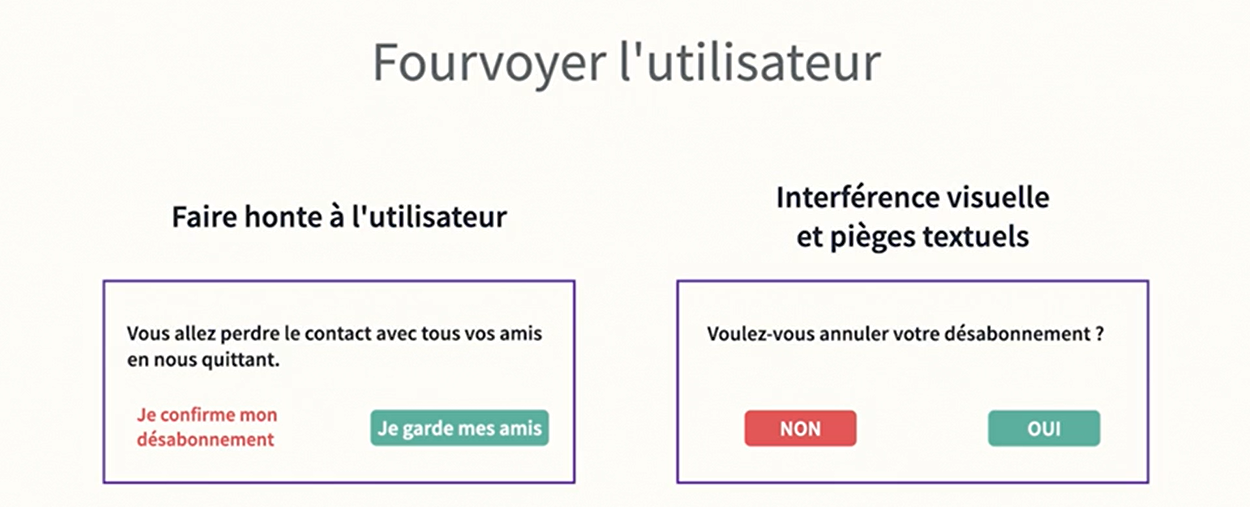 Fourvoyer l'utilisateur
Faire honte à l'utilisateur
Vous allez perdre le contact avec tous vos amis
en nous quittant.
Je confirme mon
désabonnement
Je garde mes amis
Interférence visuelle
et pièges textuels
Voulez-vous annuler votre désabonnement ?
NON
OUI